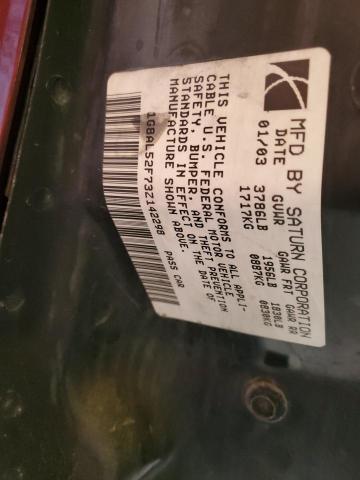 MFD BY SATURN CORPORATION
DATE GVWR GAWR FRT GAWR RR
01/03 3786LB 1956LB 1830LB
1717KG 0887KG 0830KG
THIS VEHICLE CONFORMS TO ALL APPLI-
CABLE U.S. FEDERAL MOTOR VEHICLE
SAFETY, BUMPER, AND THEFT PREVENTION
STANDARDS IN EFFECT ON THE DATE OF
MANUFACTURE SHOWN ABOVE.
1G8AL52F73Z142298 PASS CAR